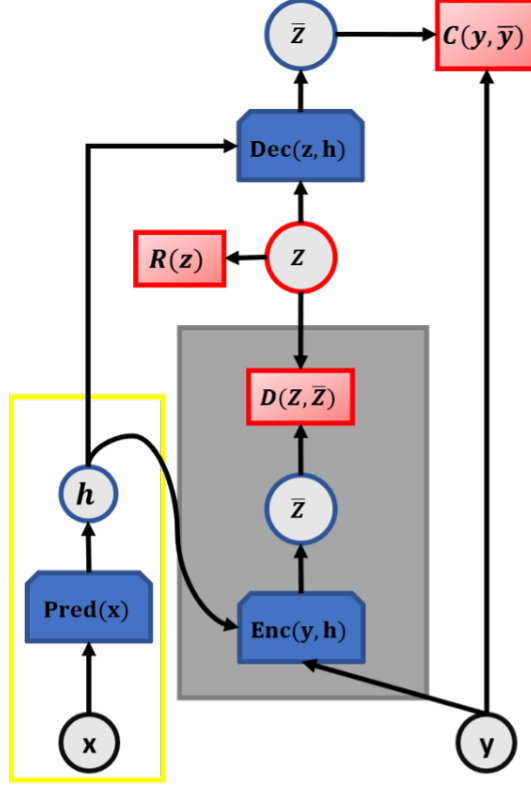 z̅
C(y, y̅)
Dec(z, h)
R(z)
z
D(Z, Z̅)
h
z̅
Pred(x)
Enc(y, h)
x
y